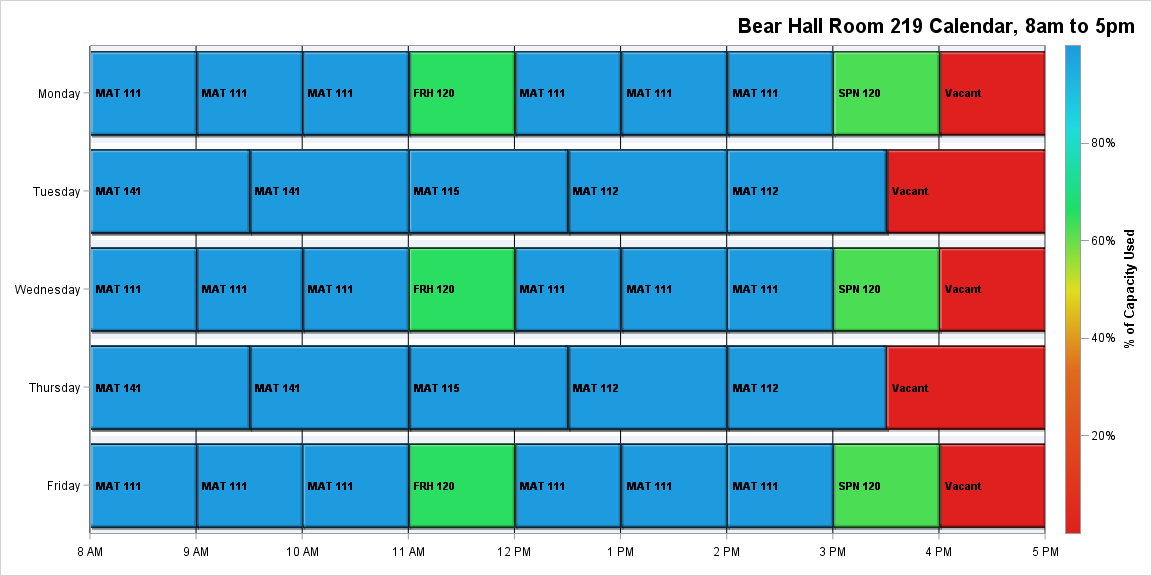 Bear Hall Room 219 Calendar, 8am to 5pm
Monday MAT 111 MAT 111 MAT 111 FRH 120 MAT 111 MAT 111 MAT 111 SPN 120 Vacant
80%
Tuesday MAT 141 MAT 141 MAT 115 MAT 112 MAT 112 Vacant
60%
Wednesday MAT 111 MAT 111 MAT 111 FRH 120 MAT 111 MAT 111 MAT 111 SPN 120 Vacant
% of Capacity Used
40%
Thursday MAT 141 MAT 141 MAT 115 MAT 112 MAT 112 Vacant
20%
Friday MAT 111 MAT 111 MAT 111 FRH 120 MAT 111 MAT 111 MAT 111 SPN 120 Vacant
8 AM 9 AM 10 AM 11 AM 12 PM 1 PM 2 PM 3 PM 4 PM 5 PM